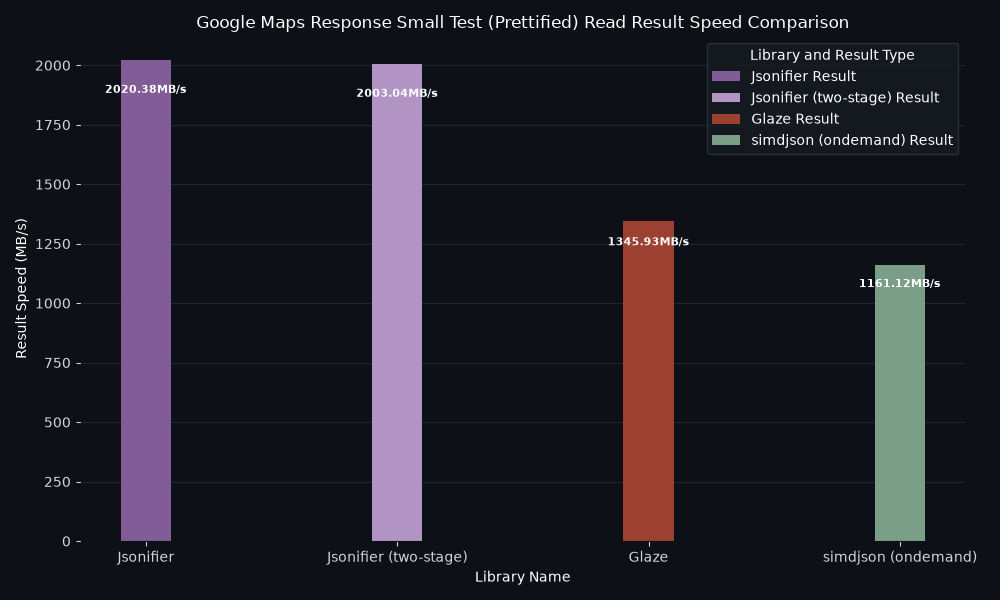 Google Maps Response Small Test (Prettified) Read Result Speed Comparison
Library and Result Type
Jsonifier Result
Jsonifier (two-stage) Result
Glaze Result
simdjson (ondemand) Result
Result Speed (MB/s)
2000
1750
1500
1250
1000
750
500
250
0
2020.38MB/s
2003.04MB/s
1345.93MB/s
1161.12MB/s
Jsonifier
Jsonifier (two-stage)
Glaze
simdjson (ondemand)
Library Name